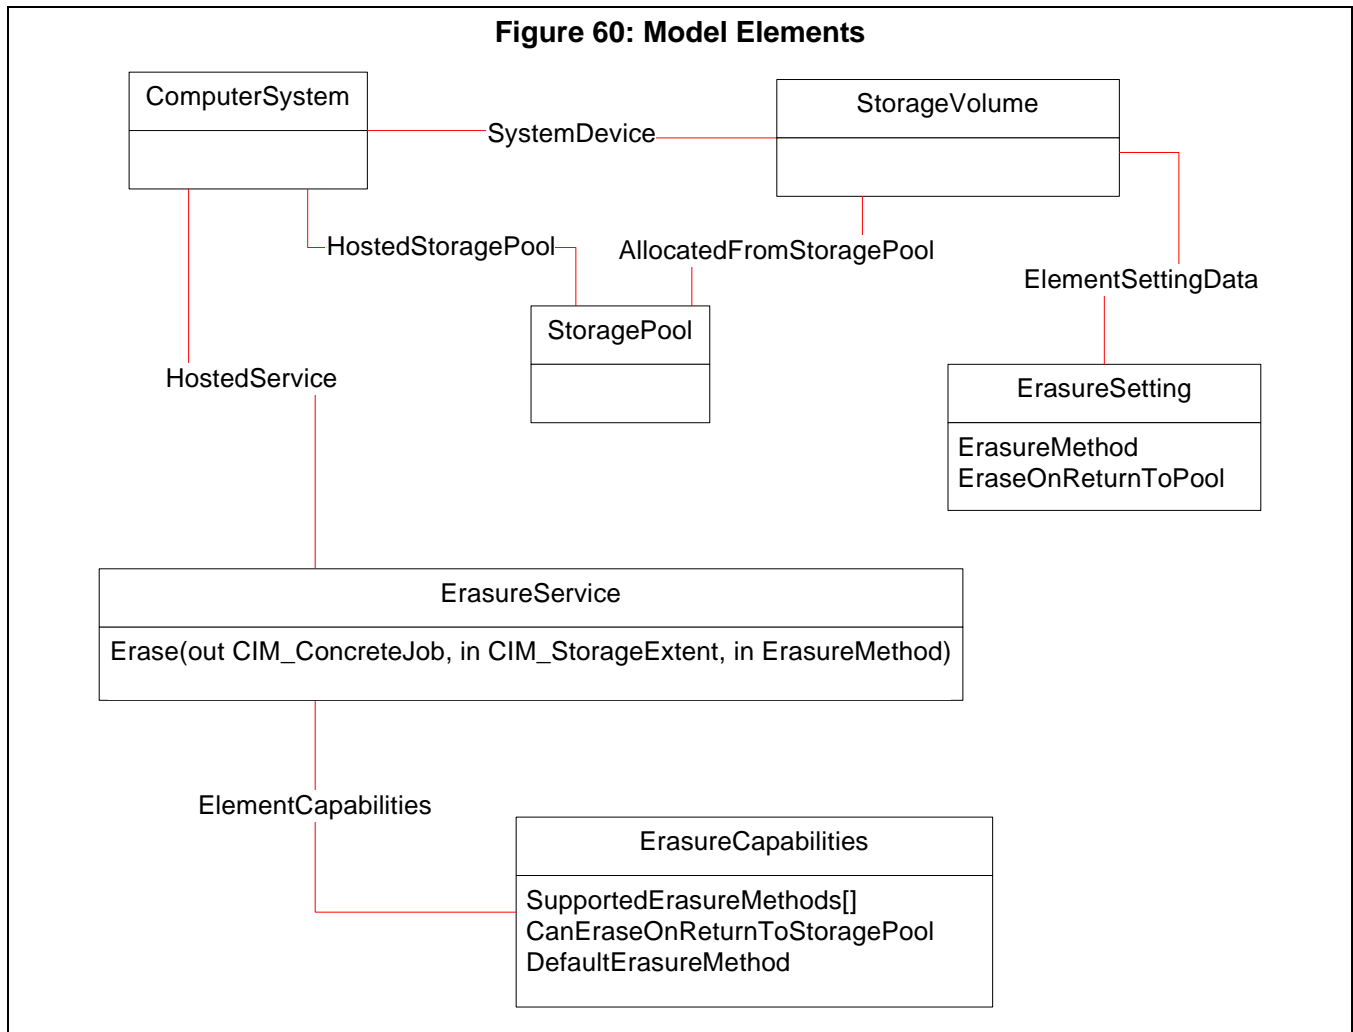 Figure 60: Model Elements
ComputerSystem
StorageVolume
SystemDevice
HostedStoragePool
AllocatedFromStoragePool
ElementSettingData
StoragePool
HostedService
ErasureSetting
ErasureMethod
EraseOnReturnToPool
ErasureService
Erase(out CIM_ConcreteJob, in CIM_StorageExtent, in ErasureMethod)
ElementCapabilities
ErasureCapabilities
SupportedErasureMethods[]
CanEraseOnReturnToStoragePool
DefaultErasureMethod